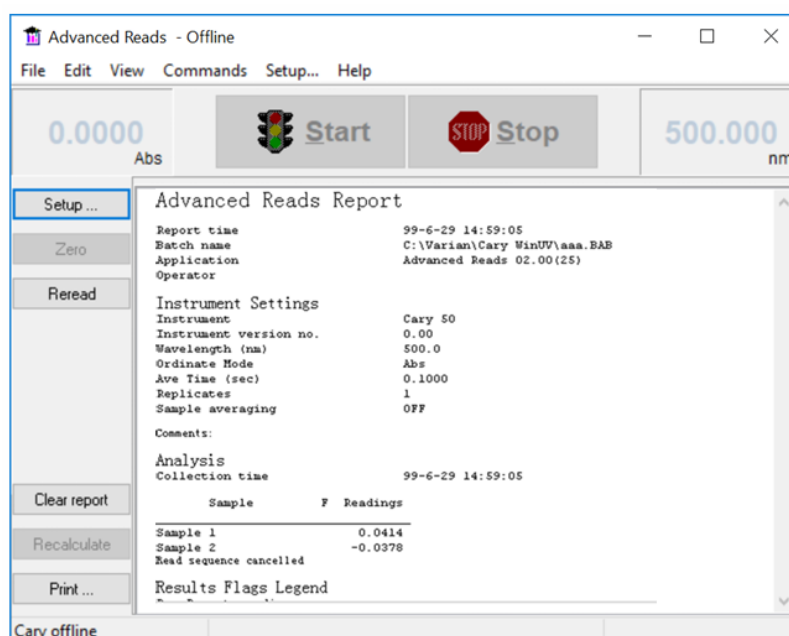 Advanced Reads - Offline
File Edit View Commands Setup... Help
0.0000
Abs
Start
STOP Stop
500.000
nm
Setup ...
Zero
Reread
Clear report
Recalculate
Print ...
Advanced Reads Report
Report time 99-6-29 14:59:05
Batch name C:\Varian\Cary WinUV\aaa.BAB
Application Advanced Reads 02.00(25)
Operator
Instrument Settings
Instrument Cary 50
Instrument version no. 0.00
Wavelength (nm) 500.0
Ordinate Mode Abs
Ave Time (sec) 0.1000
Replicates 1
Sample averaging OFF
Comments:
Analysis
Collection time 99-6-29 14:59:05
Sample F Readings
Sample 1 0.0414
Sample 2 -0.0378
Read sequence cancelled
Results Flags Legend
Cary offline